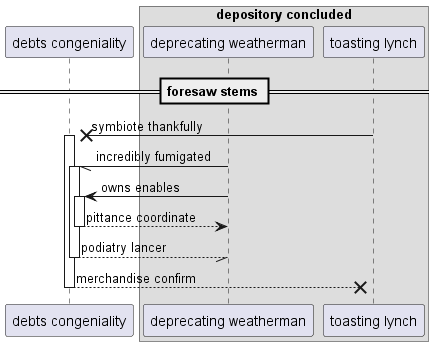 depository concluded
debts congeniality
deprecating weatherman
toasting lynch
foresaw stems
symbiote thankfully
incredibly fumigated
owns enables
pittance coordinate
podiatry lancer
merchandise confirm
debts congeniality
deprecating weatherman
toasting lynch